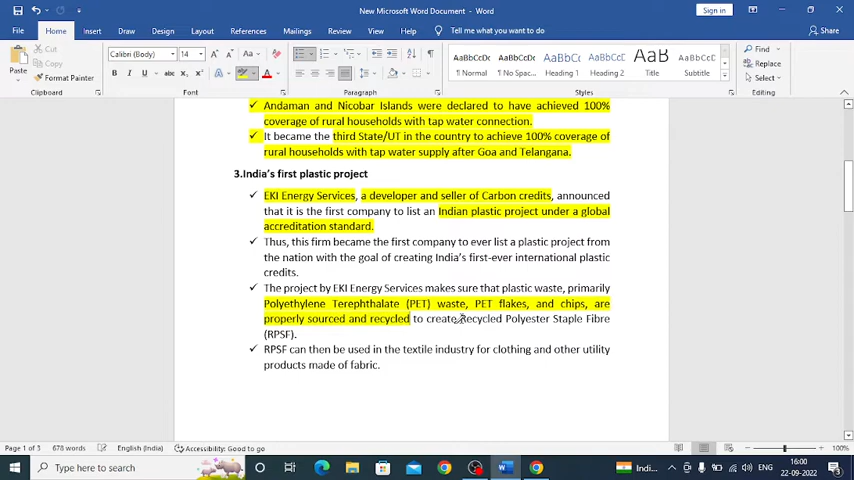 New Microsoft Word Document - Word
Sign in
File Home Insert Draw Design Layout References Mailings Review View Help Tell me what you want to do Share
Cut
Copy
Format Painter
Paste
Calibri (Body) 14
Aa
B I U abc
AaBbCcDc AaBbCcDc AaBbCc AaBbCcC AaB
¶ Normal ¶ No Spac... Heading 1 Heading 2 Title
Find
Replace
Select
Clipboard Font Paragraph Styles Editing
✓ Andaman and Nicobar Islands were declared to have achieved 100%
coverage of rural households with tap water connection.
✓ It became the third State/UT in the country to achieve 100% coverage of
rural households with tap water supply after Goa and Telangana.
3.India's first plastic project
✓ EKI Energy Services, a developer and seller of Carbon credits, announced
that it is the first company to list an Indian plastic project under a global
accreditation standard.
✓ Thus, this firm became the first company to ever list a plastic project from
the nation with the goal of creating India's first-ever international plastic
credits.
✓ The project by EKI Energy Services makes sure that plastic waste, primarily
Polyethylene Terephthalate (PET) waste, PET flakes, and chips, are
properly sourced and recycled to create Recycled Polyester Staple Fibre
(RPSF).
✓ RPSF can then be used in the textile industry for clothing and other utility
products made of fabric.
Page 1 of 3 678 words English (India) Accessibility: Good to go 100%
Type here to search
Indi...
ENG
16:00
22-09-2022